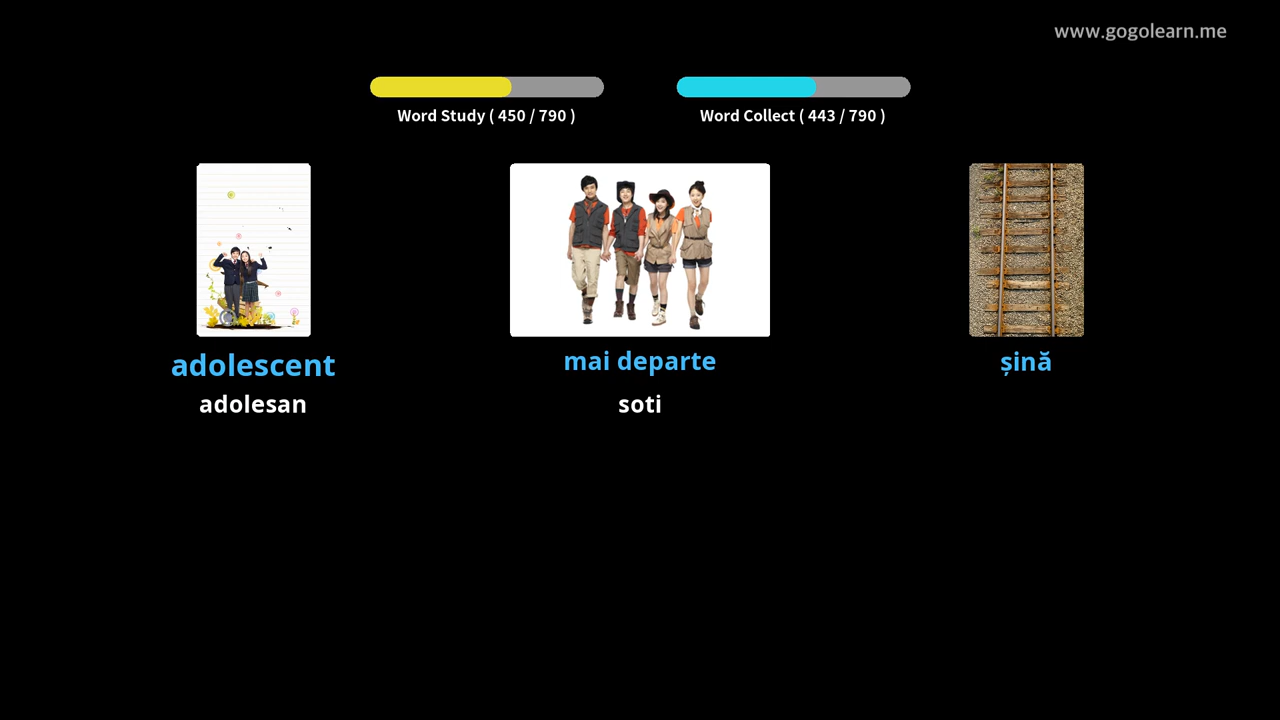 www.gogolearn.me
Word Study ( 450 / 790 )
Word Collect ( 443 / 790 )
adolescent
adolesan
mai departe
soti
șină